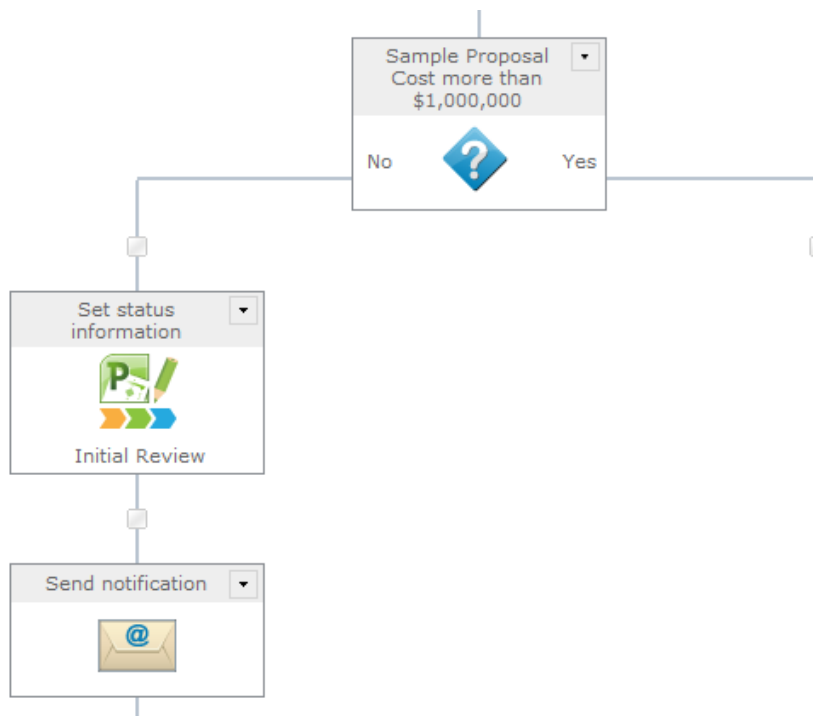 Sample Proposal
Cost more than
$1,000,000
No
?
Yes
Set status
information
P
Initial Review
Send notification
@